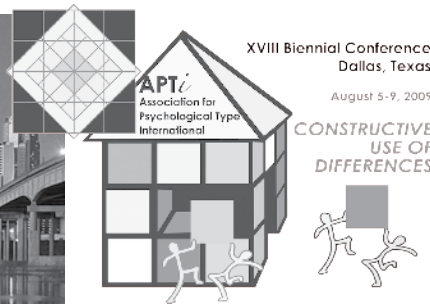 APTi
Association for
Psychological Type
International
XVIII Biennial Conference
Dallas, Texas
August 5-9, 2009
CONSTRUCTIVE
USE OF
DIFFERENCES